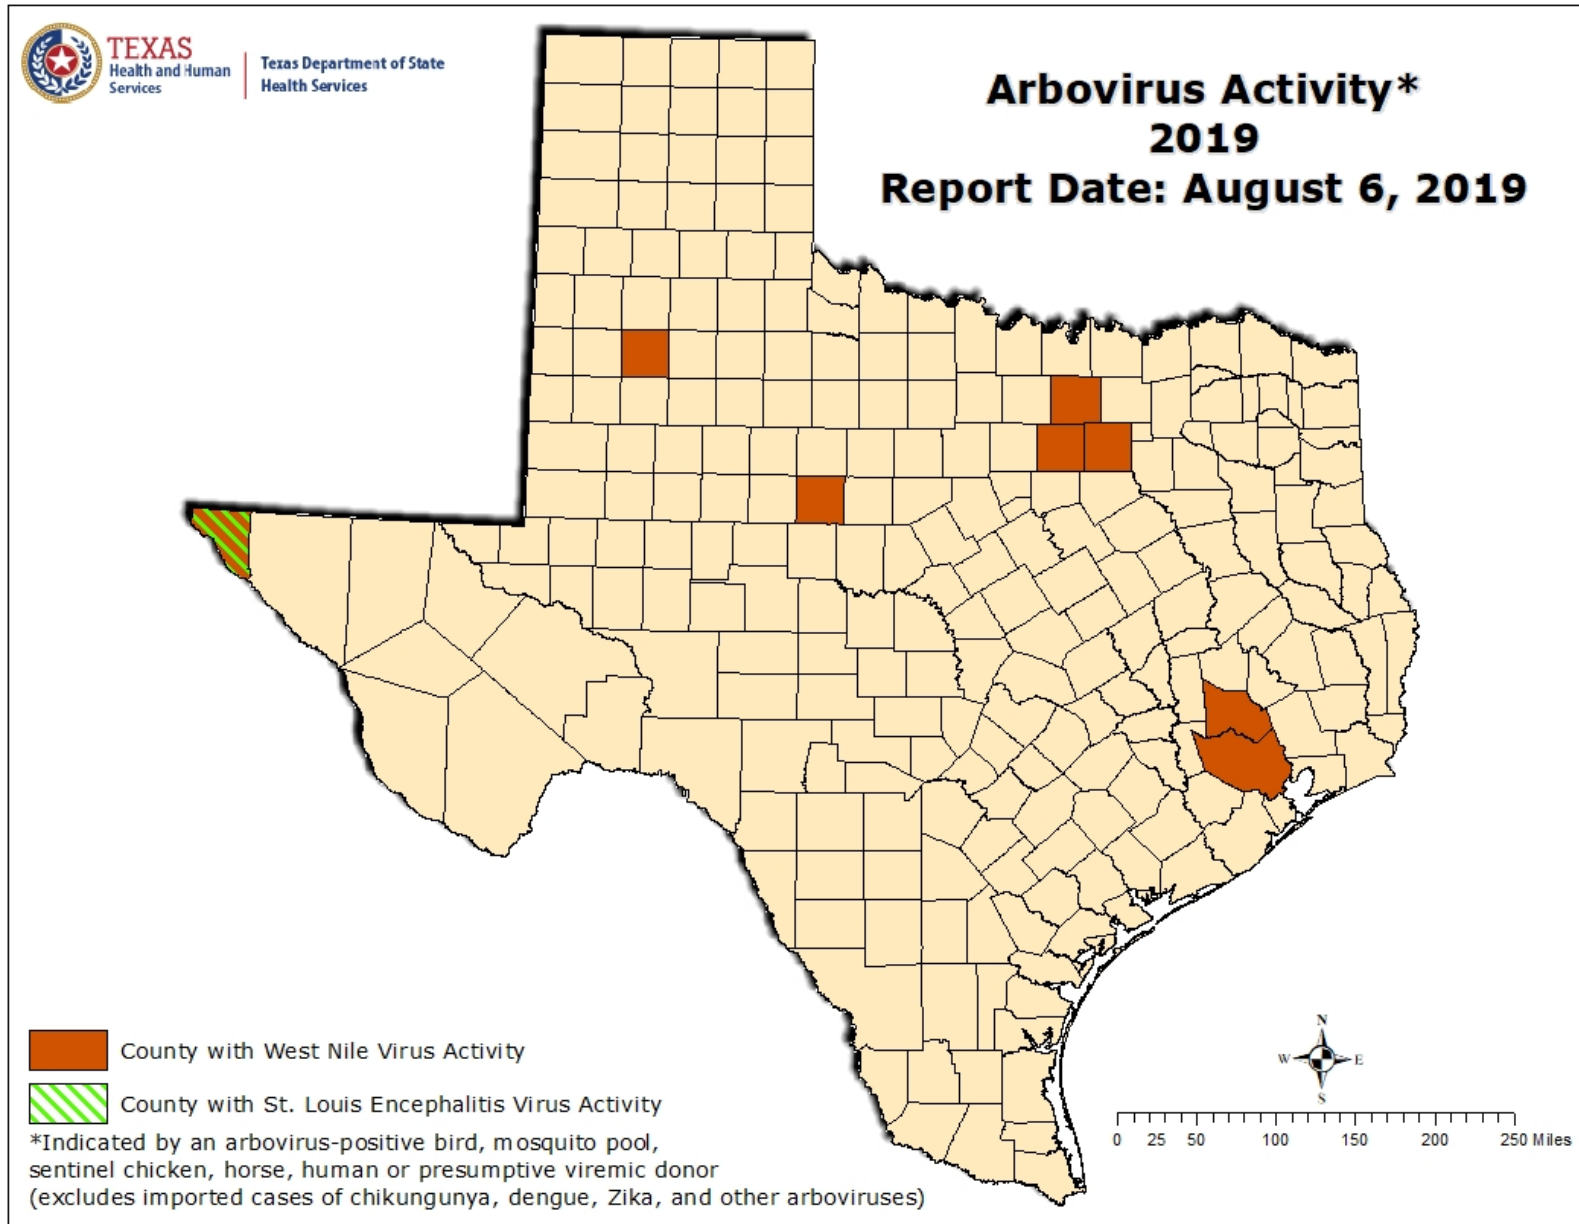 TEXAS
Health and Human
Services
Texas Department of State
Health Services
Arbovirus Activity*
2019
Report Date: August 6, 2019
County with West Nile Virus Activity
County with St. Louis Encephalitis Virus Activity
*Indicated by an arbovirus-positive bird, mosquito pool,
sentinel chicken, horse, human or presumptive viremic donor
(excludes imported cases of chikungunya, dengue, Zika, and other arboviruses)
N
W E
S
0 25 50 100 150 200 250 Miles